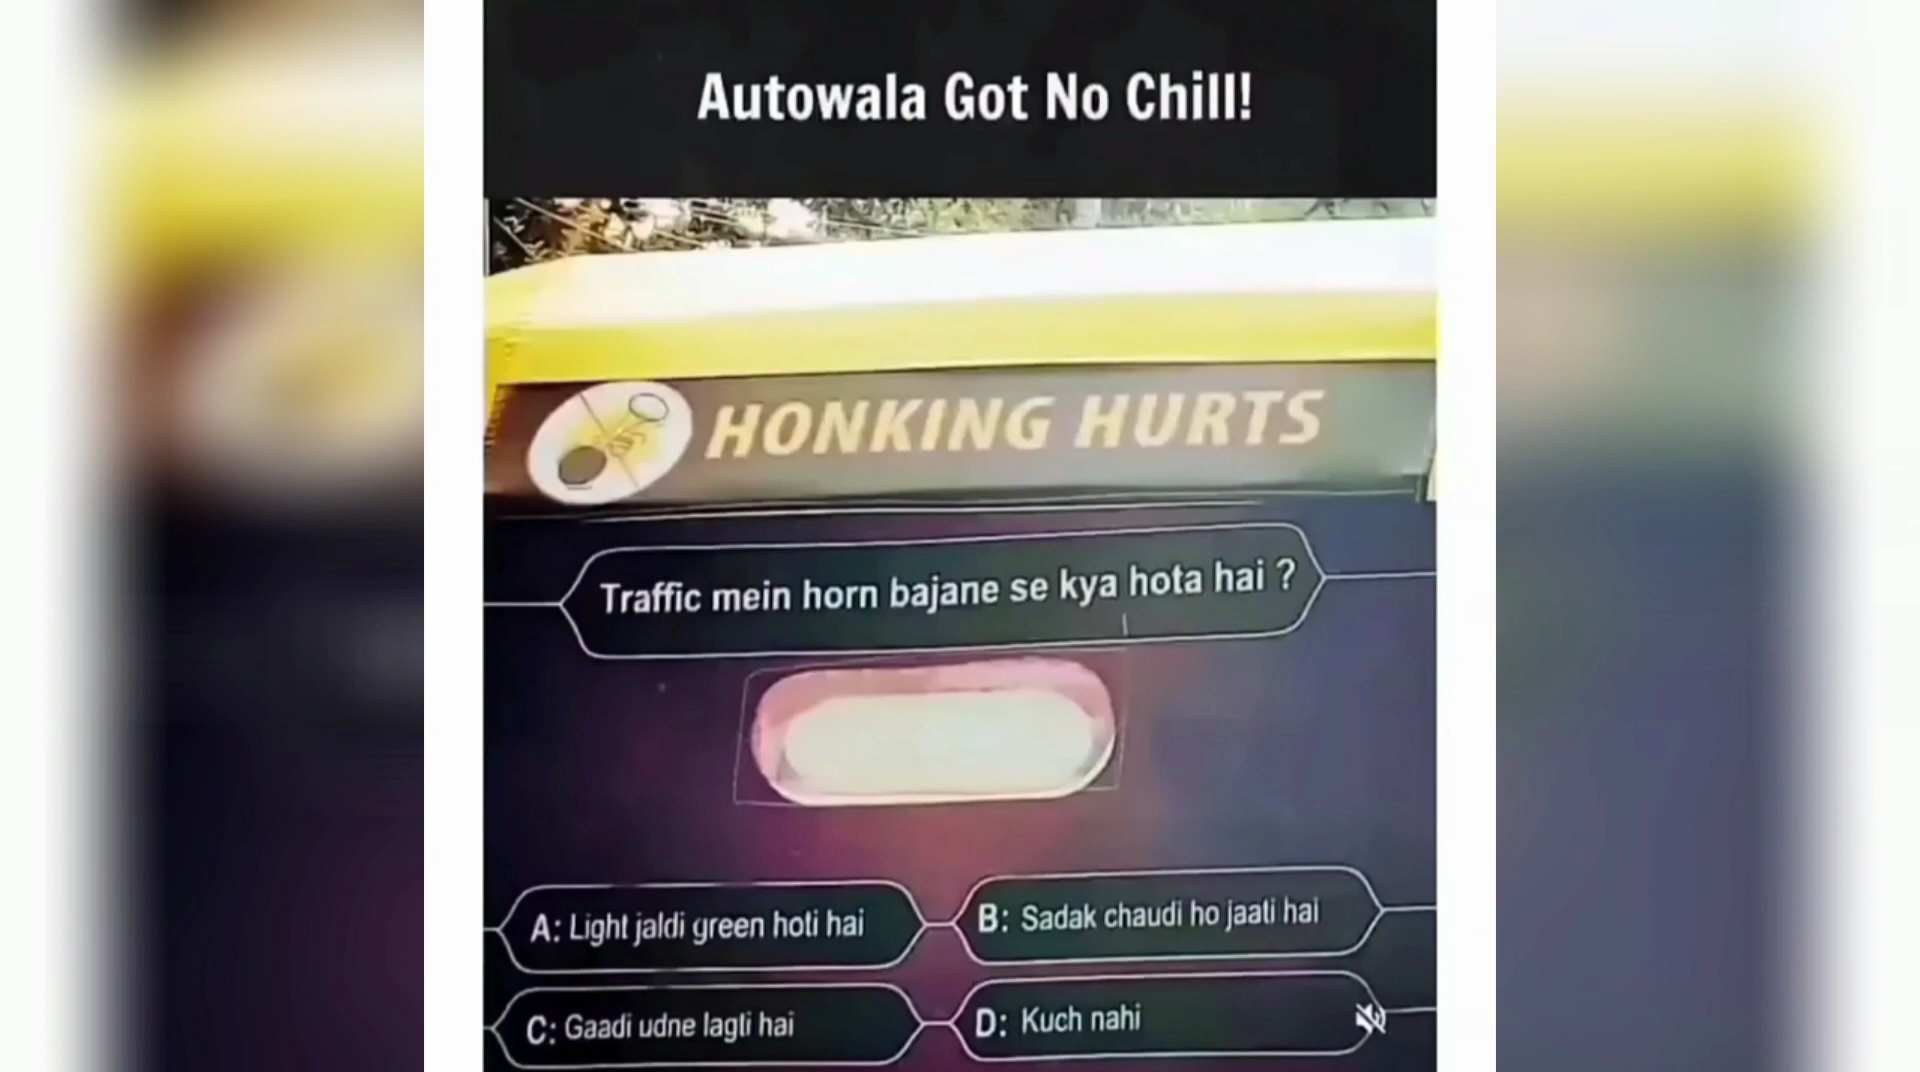 Autowala Got No Chill!
HONKING HURTS
Traffic mein horn bajane se kya hota hai ?
A: Light jaldi green hoti hai
B: Sadak chaudi ho jaati hai
C: Gaadi udne lagti hai
D: Kuch nahi